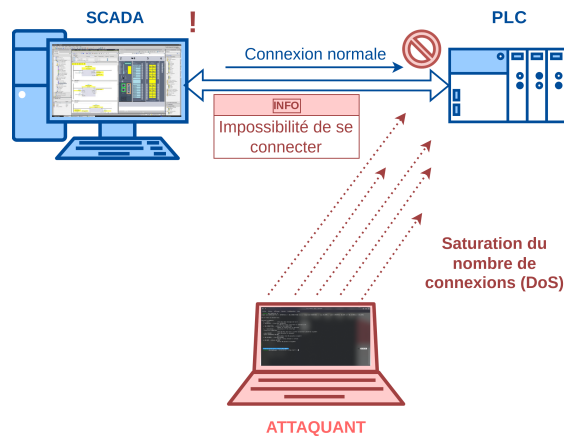 SCADA
!
PLC
Connexion normale
INFO
Impossibilité de se
connecter
Saturation du
nombre de
connexions (DoS)
ATTAQUANT